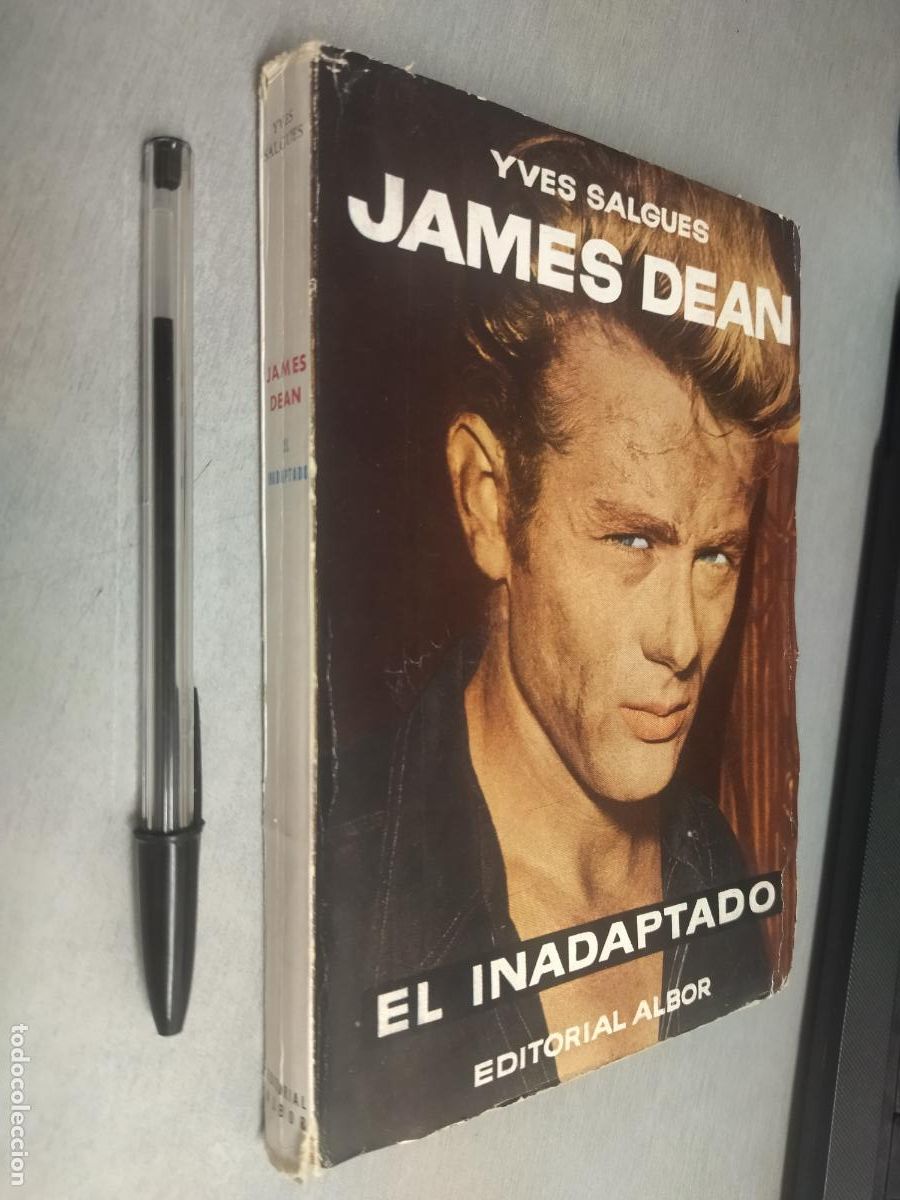 YVES
SALGUES
JAMES
DEAN
EL
INADAPTADO
EDITORIAL
ALBOR
YVES SALGUES
JAMES DEAN
EL INADAPTADO
EDITORIAL ALBOR
todocoleccion